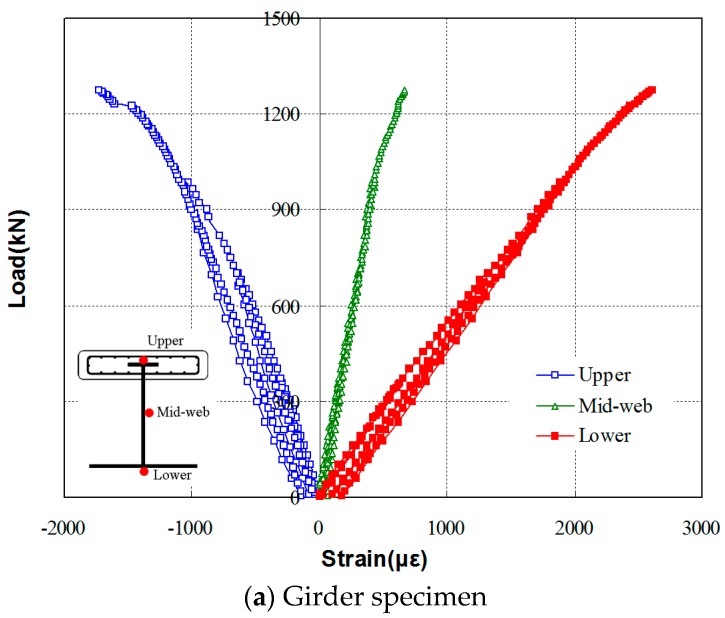 1500
1200
900
600
300
0
Load(kN)
-2000 -1000 0 1000 2000 3000
Strain(με)
Upper
Mid-web
Lower
Upper
Mid-web
Lower
(a) Girder specimen